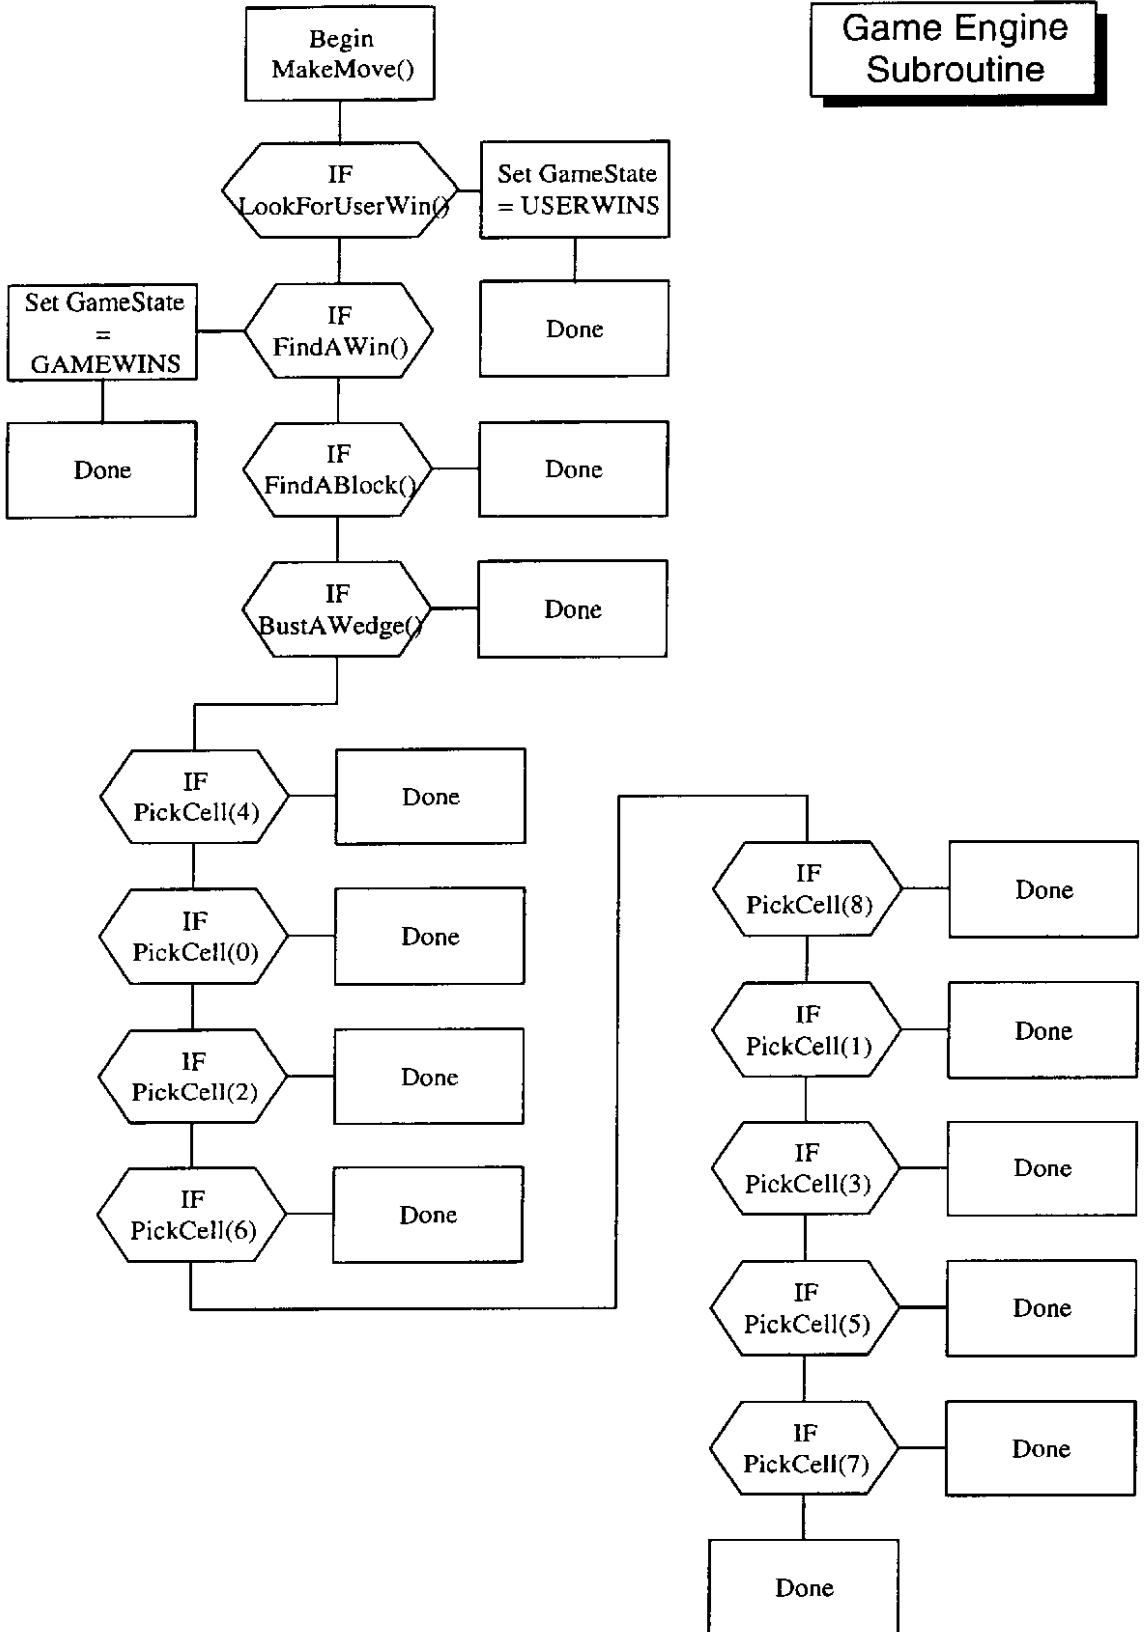 Game Engine
Subroutine
Begin
MakeMove()
IF
LookForUserWin()
Set GameState
= USERWINS
Done
IF
FindAWin()
Set GameState
=
GAMEWINS
Done
IF
FindABlock()
Done
IF
BustAWedge()
Done
IF
PickCell(4)
Done
IF
PickCell(0)
Done
IF
PickCell(2)
Done
IF
PickCell(6)
Done
IF
PickCell(8)
Done
IF
PickCell(1)
Done
IF
PickCell(3)
Done
IF
PickCell(5)
Done
IF
PickCell(7)
Done
Done